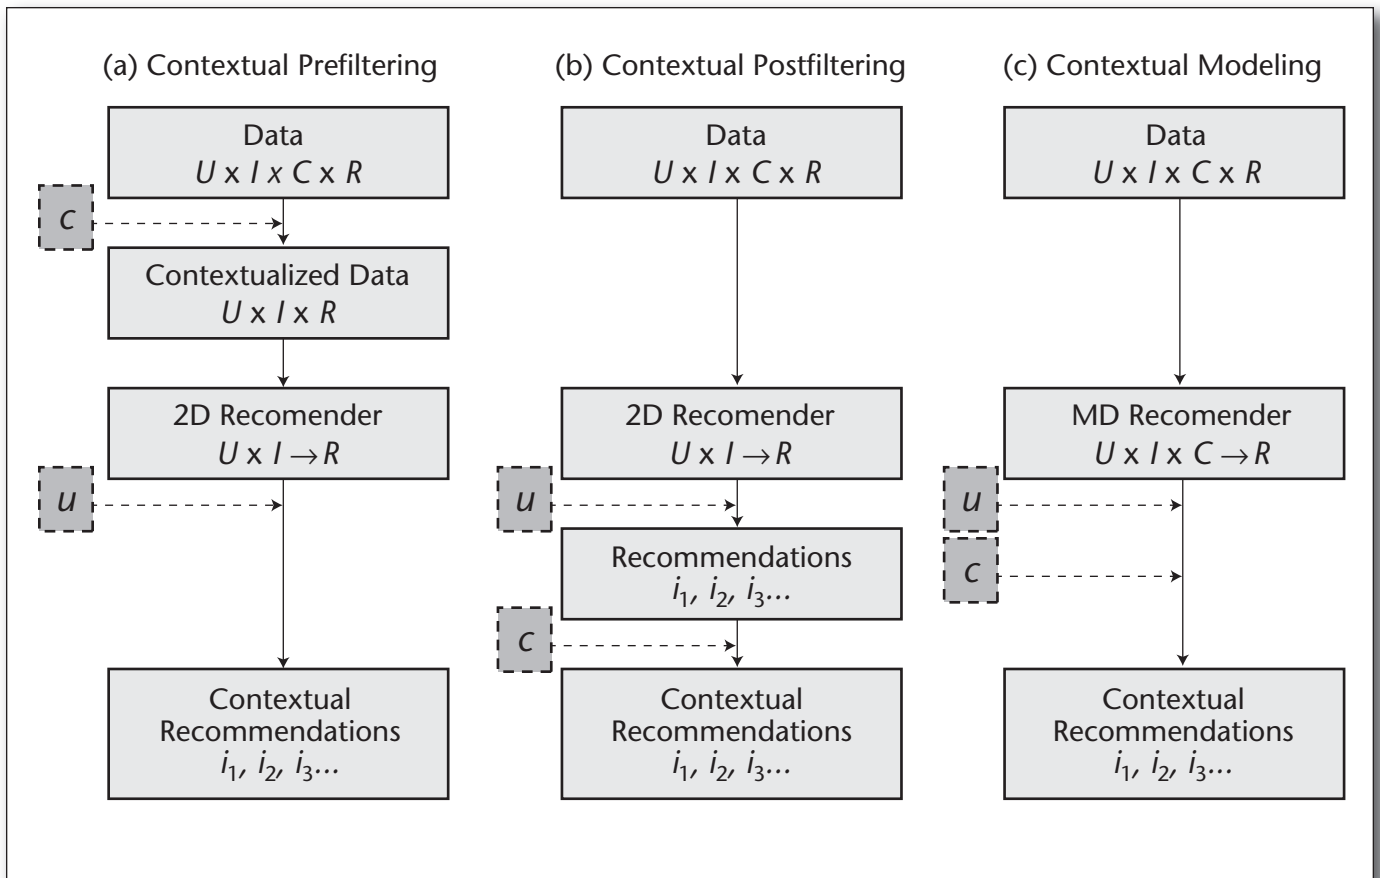 (a) Contextual Prefiltering
Data
U x I x C x R
c
Contextualized Data
U x I x R
2D Recomender
U x I → R
u
Contextual
Recommendations
i1, i2, i3...
(b) Contextual Postfiltering
Data
U x I x C x R
2D Recomender
U x I → R
u
Recommendations
i1, i2, i3...
c
Contextual
Recommendations
i1, i2, i3...
(c) Contextual Modeling
Data
U x I x C x R
MD Recomender
U x I x C → R
u
c
Contextual
Recommendations
i1, i2, i3...